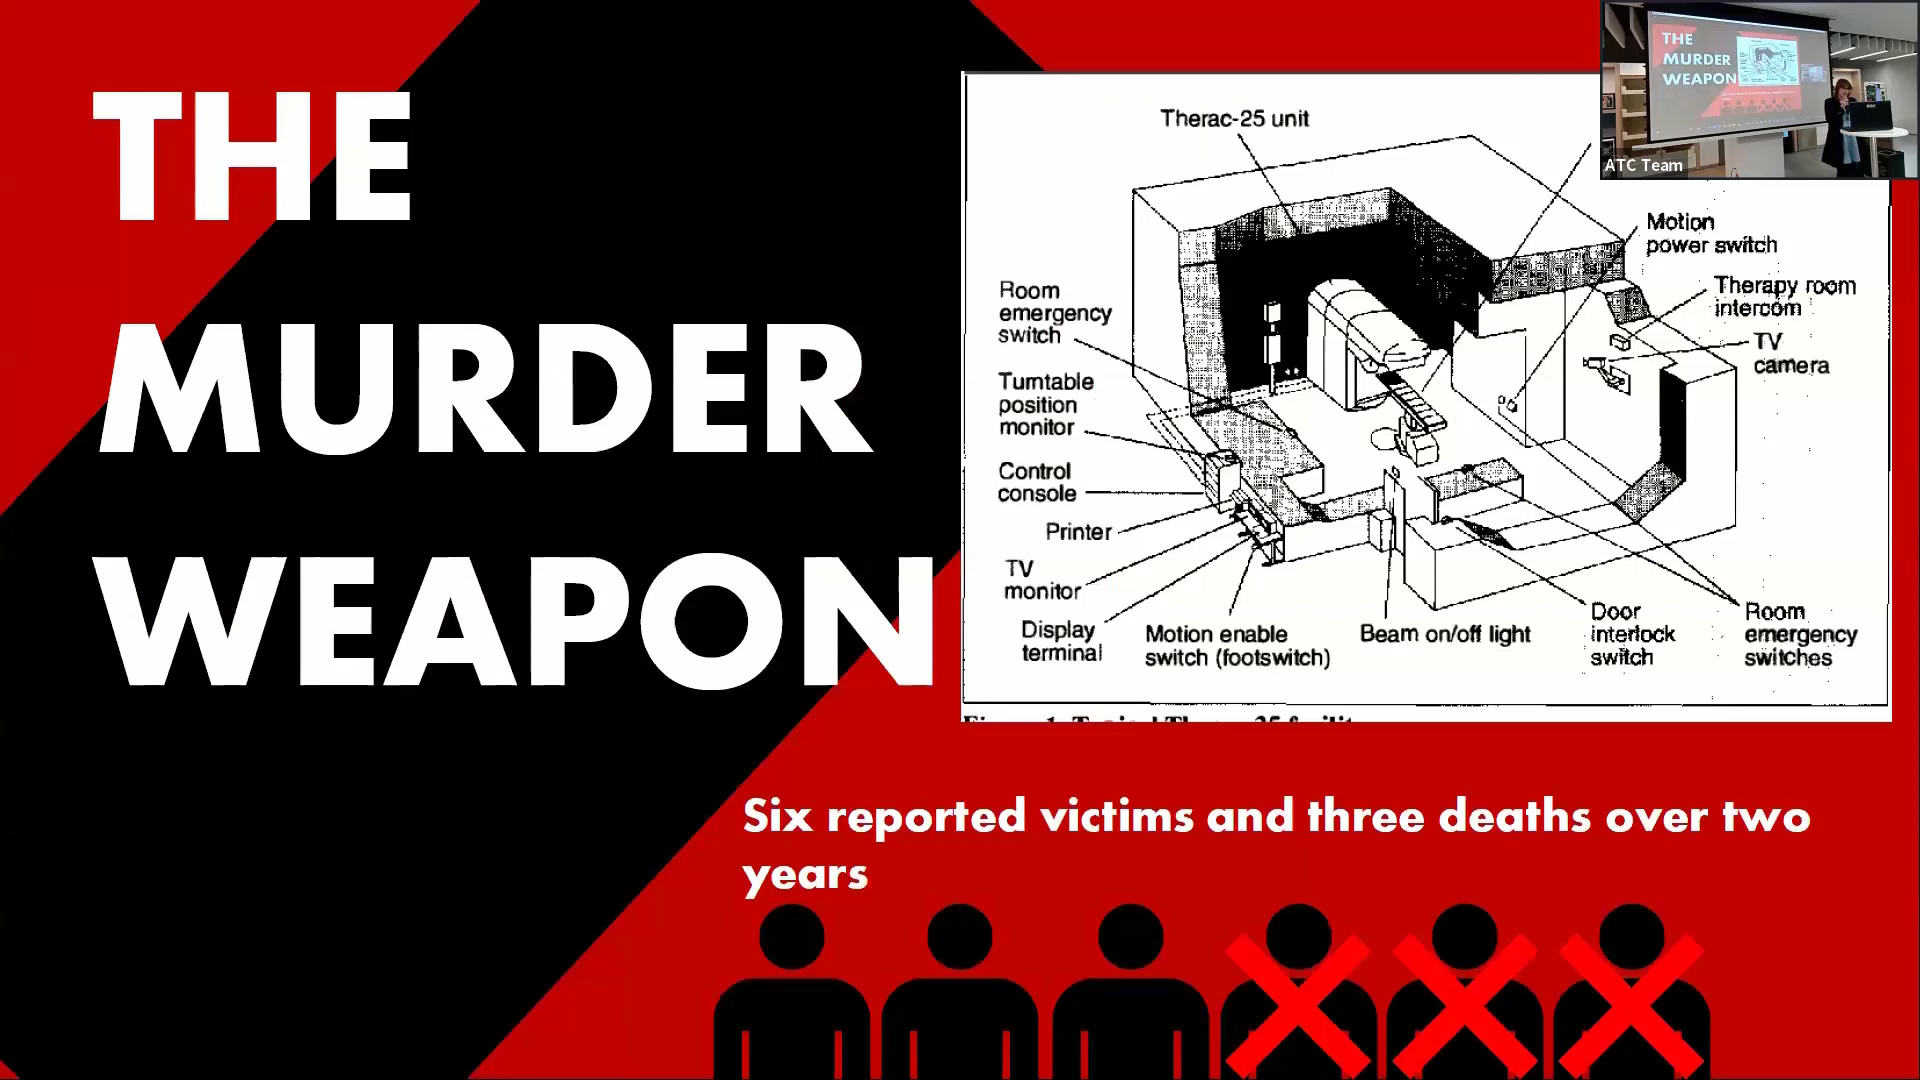 THE
MURDER
WEAPON
Therac-25 unit
Motion
power switch
Therapy room
intercom
TV
camera
Room
emergency
switch
Turntable
position
monitor
Control
console
Printer
TV
monitor
Display
terminal
Motion enable
switch (footswitch)
Beam on/off light
Door
interlock
switch
Room
emergency
switches
Six reported victims and three deaths over two
years
THE
MURDER
WEAPON
ATC Team